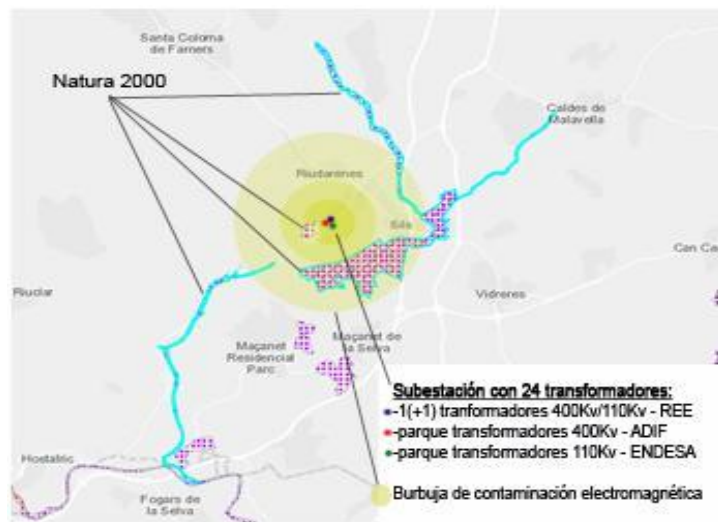 Santa Coloma
de Farners
Natura 2000
Caldes de
Malavella
Riudarenes
Sils
Can Ca
Riuclar
Vidreres
Maçanet
Residencial
Parc
Maçanet de
la Selva
Subestación con 24 transformadores:
-1(+1) tranformadores 400Kv/110Kv - REE
-parque transformadores 400Kv - ADIF
-parque transformadores 110Kv - ENDESA
Hostalric
Burbuja de contaminación electromagnética
Fogars de
la Selva